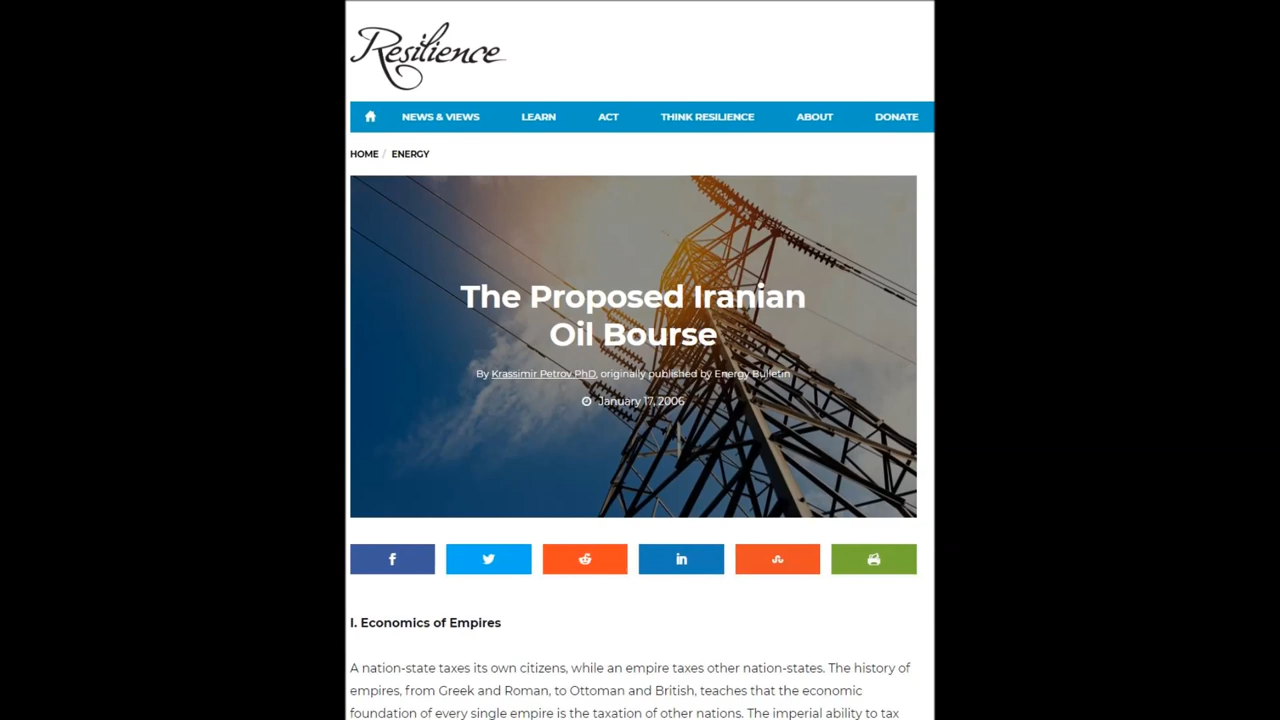 Resilience
NEWS & VIEWS LEARN ACT THINK RESILIENCE ABOUT DONATE
HOME / ENERGY
The Proposed Iranian
Oil Bourse
By Krassimir Petrov PhD, originally published by Energy Bulletin
January 17, 2006
I. Economics of Empires
A nation-state taxes its own citizens, while an empire taxes other nation-states. The history of
empires, from Greek and Roman, to Ottoman and British, teaches that the economic
foundation of every single empire is the taxation of other nations. The imperial ability to tax